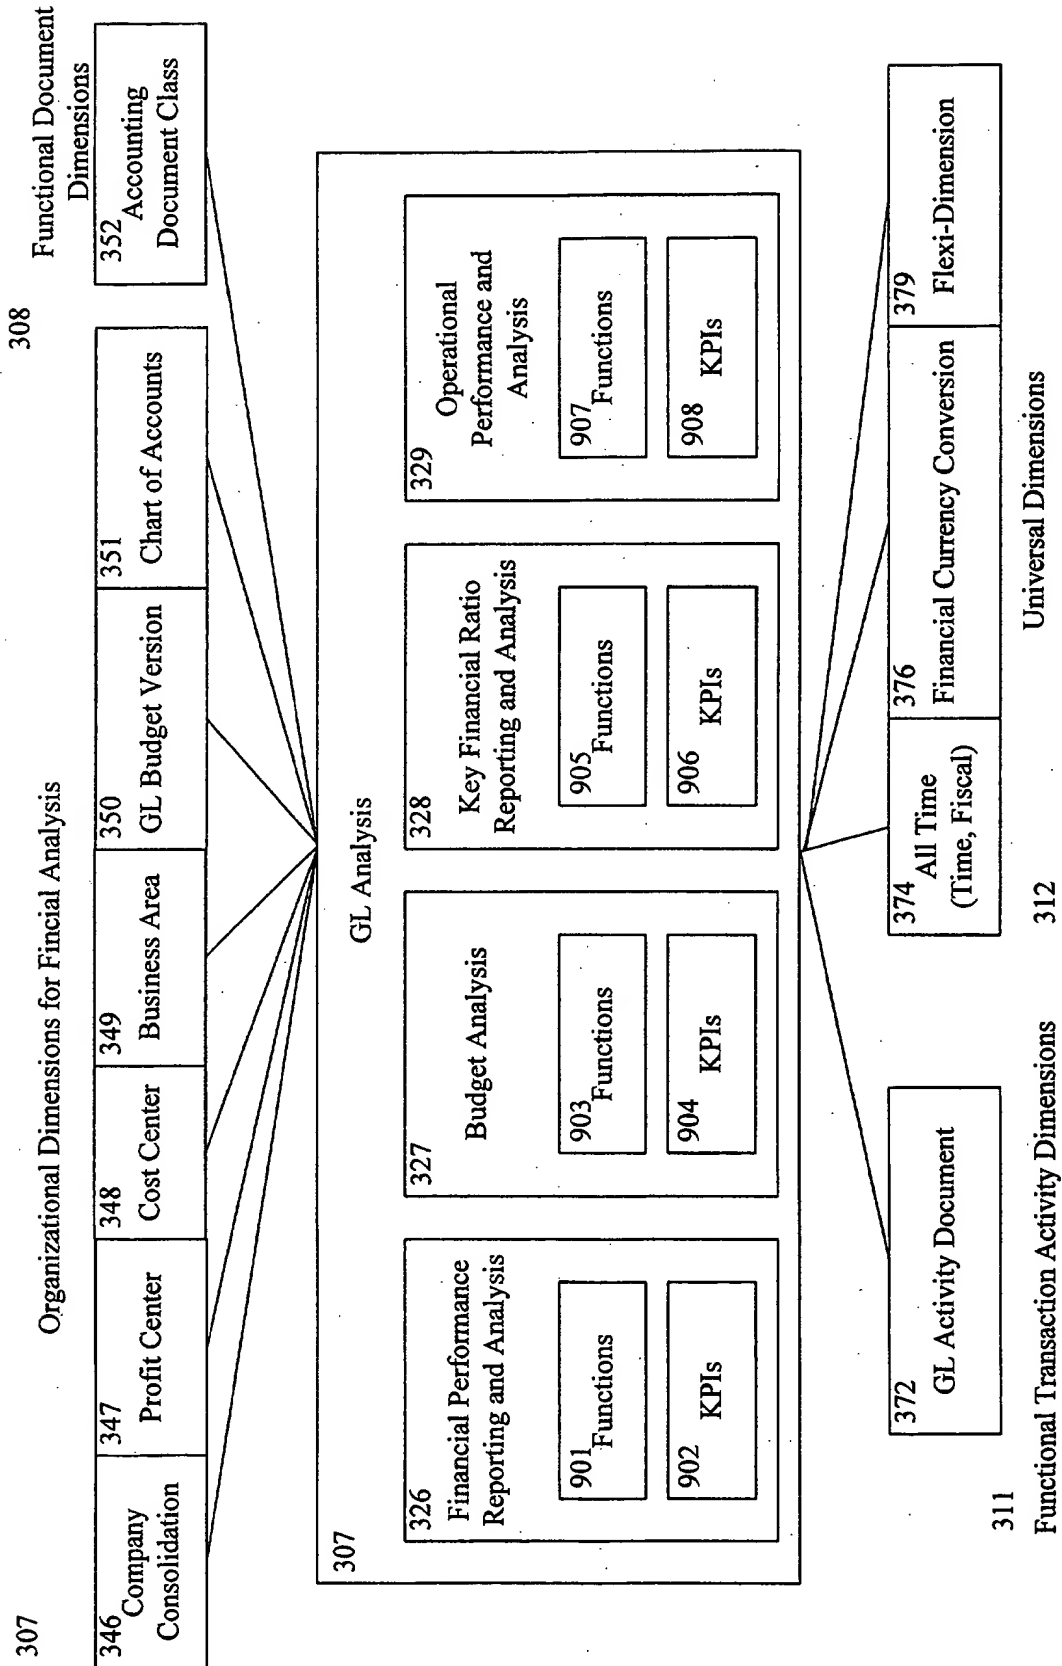 307
Organizational Dimensions for Fincial Analysis
308
Functional Document
Dimensions
346
Company
Consolidation
347
Profit Center
348
Cost Center
349
Business Area
350
GL Budget Version
351
Chart of Accounts
352
Accounting
Document Class
307
GL Analysis
326
Financial Performance
Reporting and Analysis
901
Functions
902
KPIs
327
Budget Analysis
903
Functions
904
KPIs
328
Key Financial Ratio
Reporting and Analysis
905
Functions
906
KPIs
329
Operational
Performance and
Analysis
907
Functions
908
KPIs
372
GL Activity Document
374
All Time
(Time, Fiscal)
376
Financial Currency Conversion
379
Flexi-Dimension
311
Functional Transaction Activity Dimensions
312
Universal Dimensions